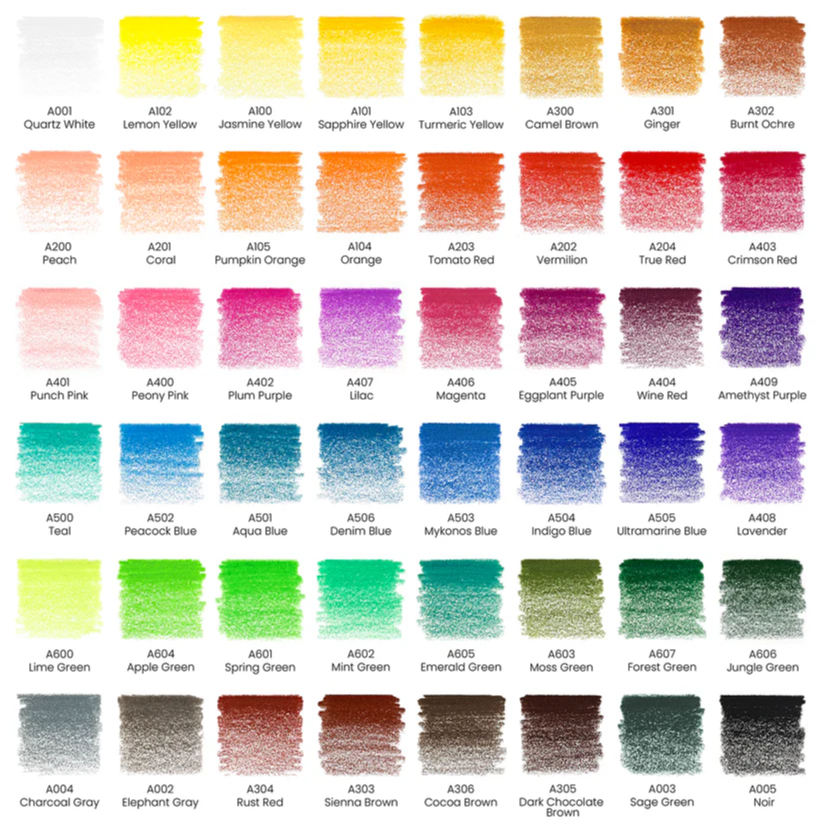 A001 A102 A100 A101 A103 A300 A301 A302
Quartz White Lemon Yellow Jasmine Yellow Sapphire Yellow Turmeric Yellow Camel Brown Ginger Burnt Ochre
A200 A201 A105 A104 A203 A202 A204 A403
Peach Coral Pumpkin Orange Orange Tomato Red Vermilion True Red Crimson Red
A401 A400 A402 A407 A406 A405 A404 A409
Punch Pink Peony Pink Plum Purple Lilac Magenta Eggplant Purple Wine Red Amethyst Purple
A500 A502 A501 A506 A503 A504 A505 A408
Teal Peacock Blue Aqua Blue Denim Blue Mykonos Blue Indigo Blue Ultramarine Blue Lavender
A600 A604 A601 A602 A605 A603 A607 A606
Lime Green Apple Green Spring Green Mint Green Emerald Green Moss Green Forest Green Jungle Green
A004 A002 A304 A303 A306 A305 A003 A005
Charcoal Gray Elephant Gray Rust Red Sienna Brown Cocoa Brown Dark Chocolate Sage Green Noir
Brown